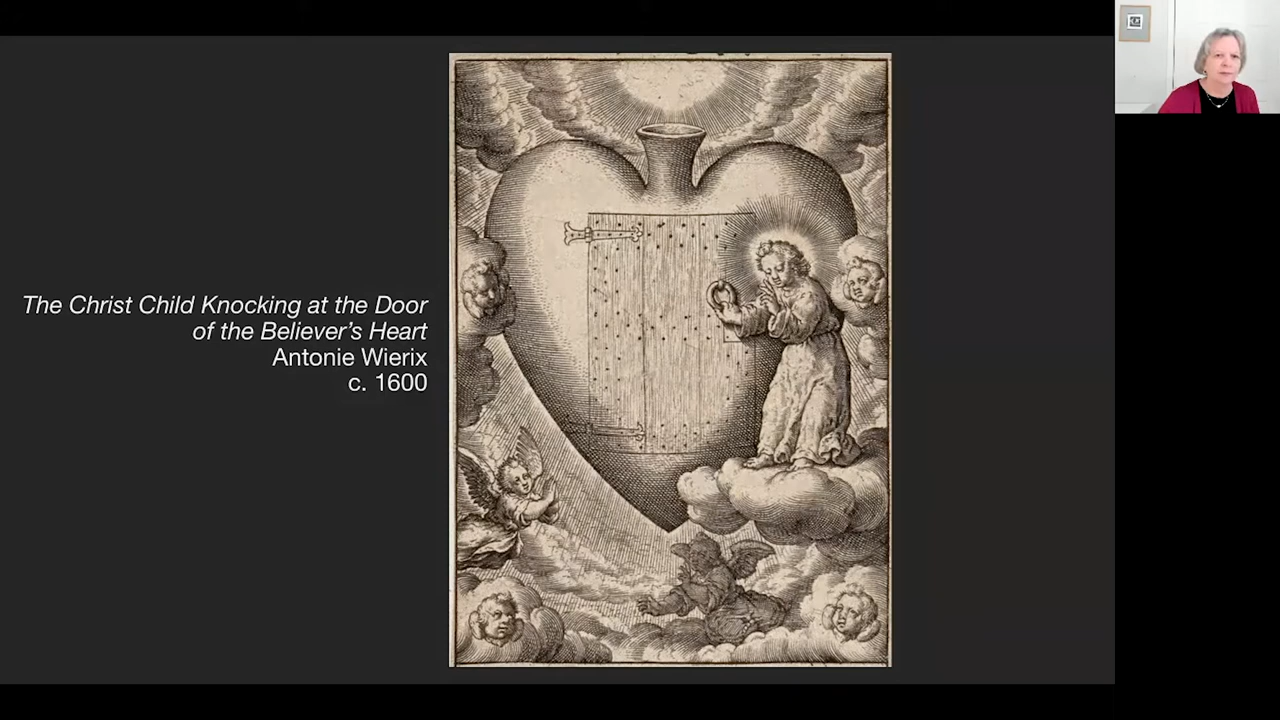 The Christ Child Knocking at the Door
of the Believer's Heart
Antonie Wierix
c. 1600